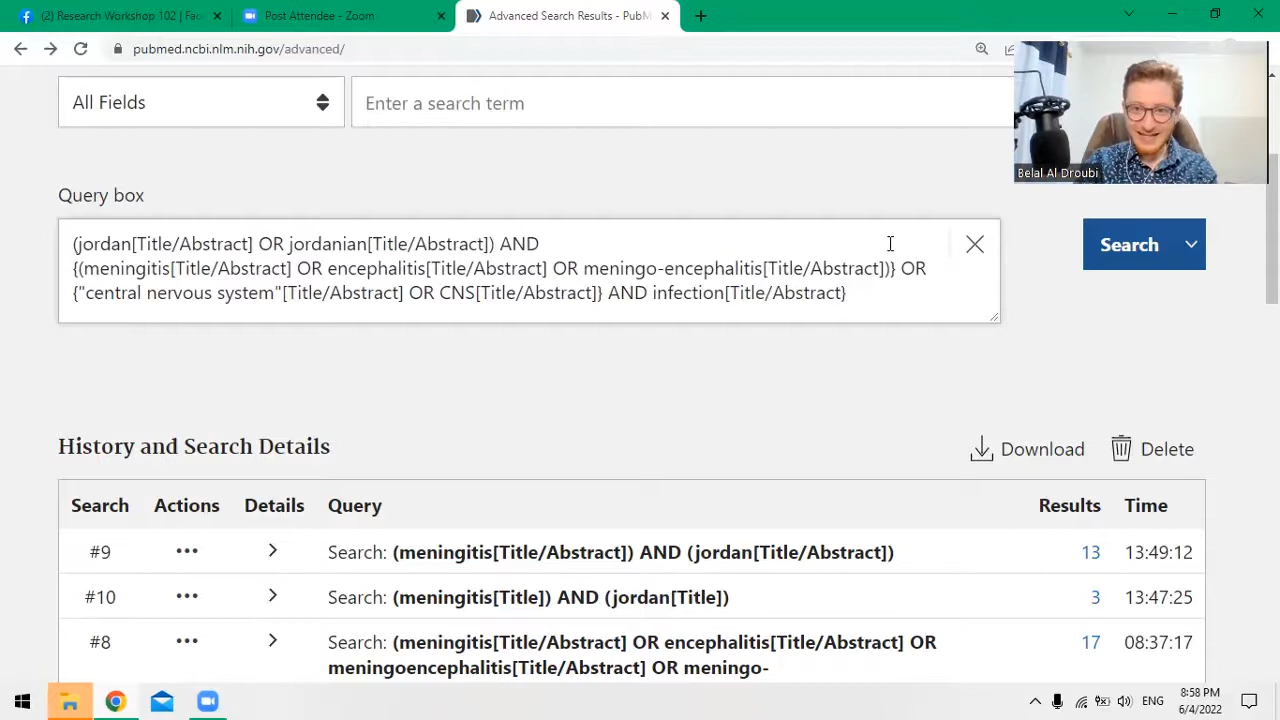 (2) Research Workshop 102 | Fac
Post Attendee - Zoom
Advanced Search Results - PubM
pubmed.ncbi.nlm.nih.gov/advanced/
All Fields
Enter a search term
Belal Al Droubi
Query box
(jordan[Title/Abstract] OR jordanian[Title/Abstract]) AND
{(meningitis[Title/Abstract] OR encephalitis[Title/Abstract] OR meningo-encephalitis[Title/Abstract])} OR
{"central nervous system"[Title/Abstract] OR CNS[Title/Abstract]} AND infection[Title/Abstract}
Search
History and Search Details
Download
Delete
Search Actions Details Query Results Time
#9 ... Search: (meningitis[Title/Abstract]) AND (jordan[Title/Abstract]) 13 13:49:12
#10 ... Search: (meningitis[Title]) AND (jordan[Title]) 3 13:47:25
#8 ... Search: (meningitis[Title/Abstract] OR encephalitis[Title/Abstract] OR 17 08:37:17
meningoencephalitis[Title/Abstract] OR meningo-
ENG
8:58 PM
6/4/2022